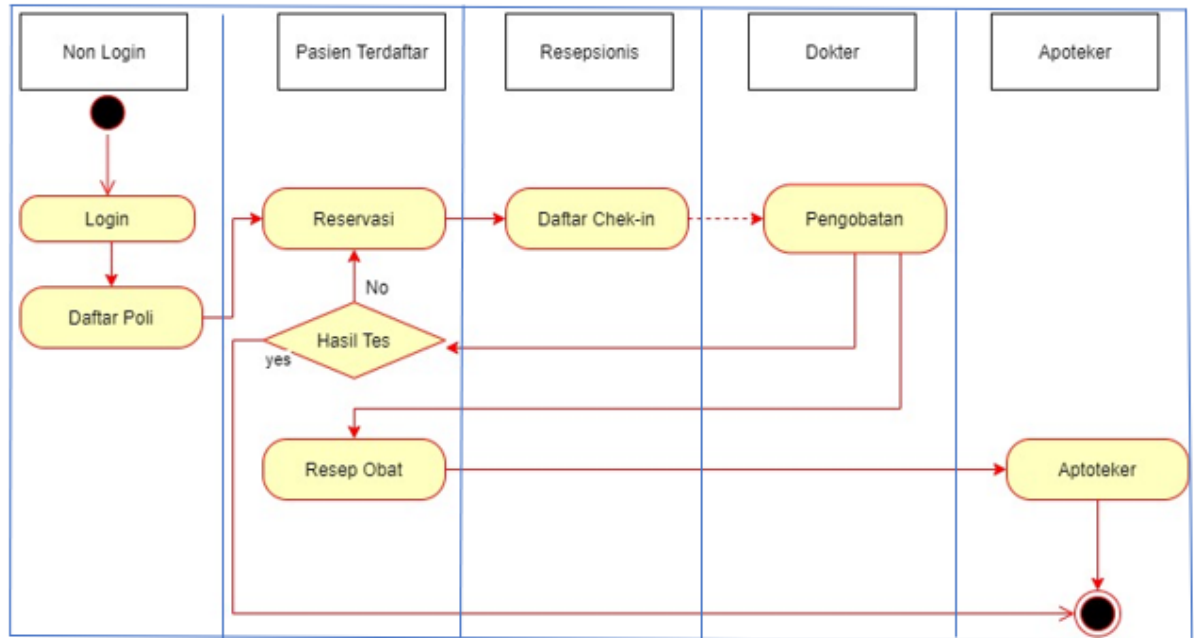 Non Login
Pasien Terdaftar
Resepsionis
Dokter
Apoteker
Login
Reservasi
Daftar Chek-in
Pengobatan
Daftar Poli
No
Hasil Tes
yes
Resep Obat
Aptoteker